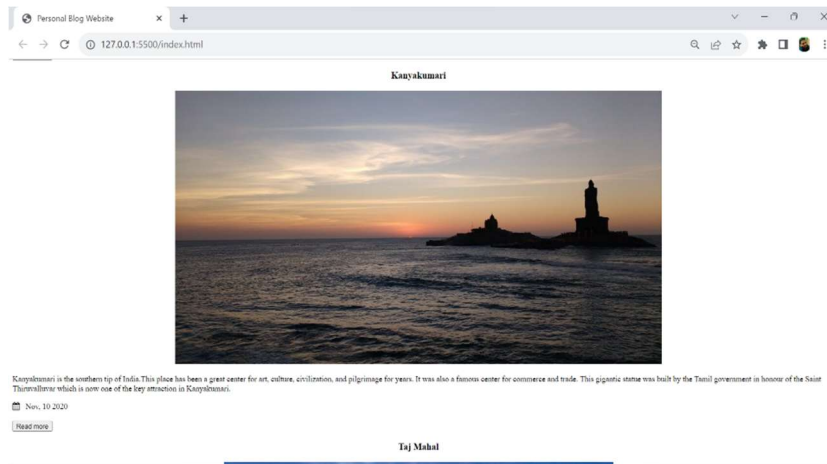 Personal Blog Website
127.0.0.1:5500/index.html
Kanyakumari
Kanyakumari is the southern tip of India.This place has been a great center for art, culture, civilization, and pilgrimage for years. It was also a famous center for commerce and trade. This gigantic statue was built by the Tamil government in honour of the Saint
Thiruvalluvar which is now one of the key attraction in Kanyakumari.
Nov, 10 2020
Read more
Taj Mahal